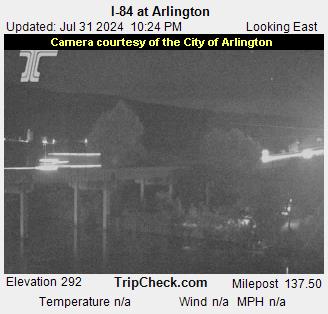 I-84 at Arlington
Updated: Jul 31 2024 10:24 PM Looking East
Camera courtesy of the City of Arlington
Elevation 292 TripCheck.com Milepost 137.50
Temperature n/a Wind n/a MPH n/a